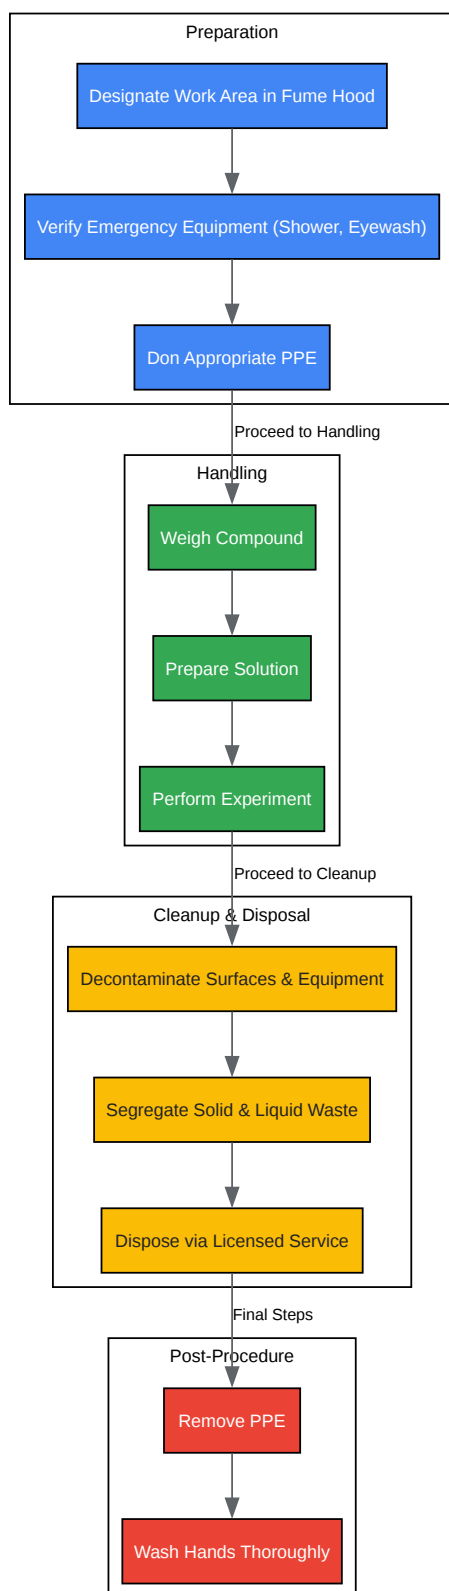 Preparation
Designate Work Area in Fume Hood
Verify Emergency Equipment (Shower, Eyewash)
Don Appropriate PPE
Proceed to Handling
Handling
Weigh Compound
Prepare Solution
Perform Experiment
Proceed to Cleanup
Cleanup & Disposal
Decontaminate Surfaces & Equipment
Segregate Solid & Liquid Waste
Dispose via Licensed Service
Final Steps
Post-Procedure
Remove PPE
Wash Hands Thoroughly